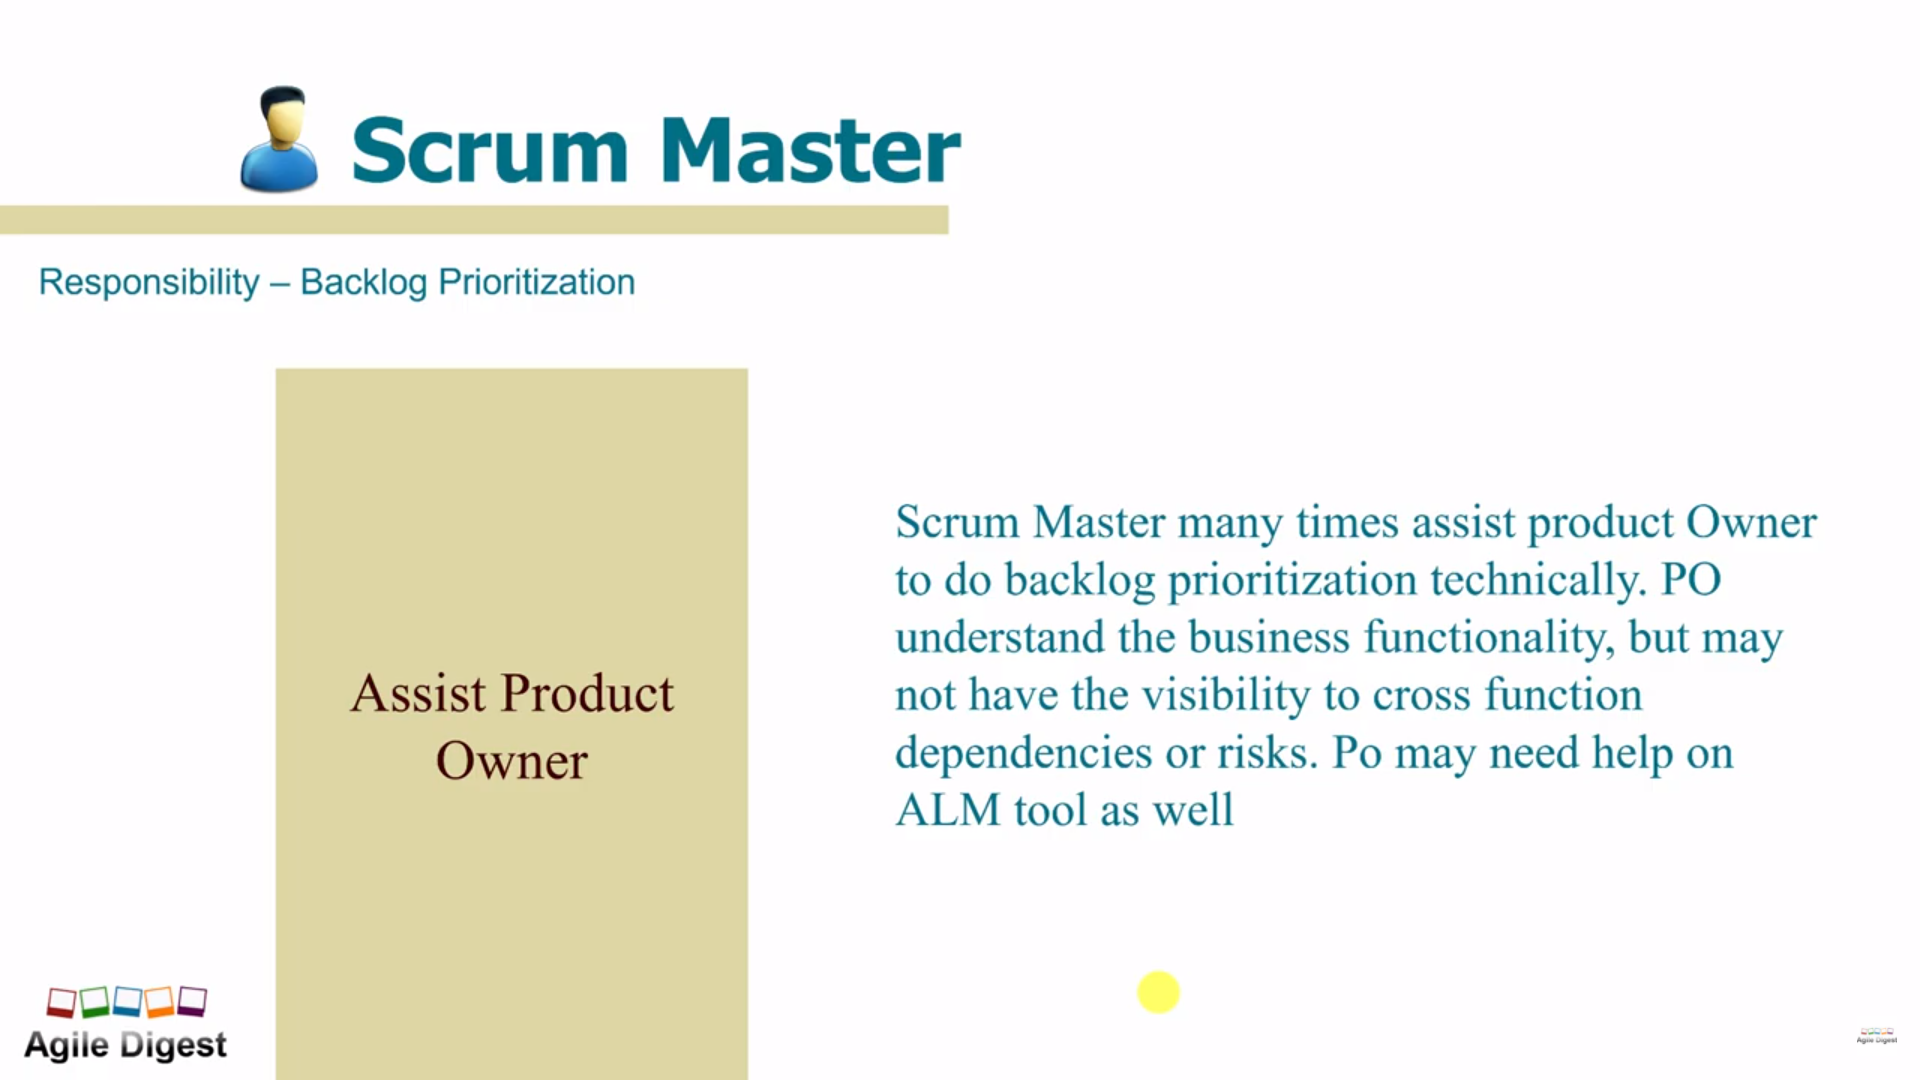 Scrum Master
Responsibility – Backlog Prioritization
Assist Product
Owner
Scrum Master many times assist product Owner
to do backlog prioritization technically. PO
understand the business functionality, but may
not have the visibility to cross function
dependencies or risks. Po may need help on
ALM tool as well
Agile Digest
Agile Digest